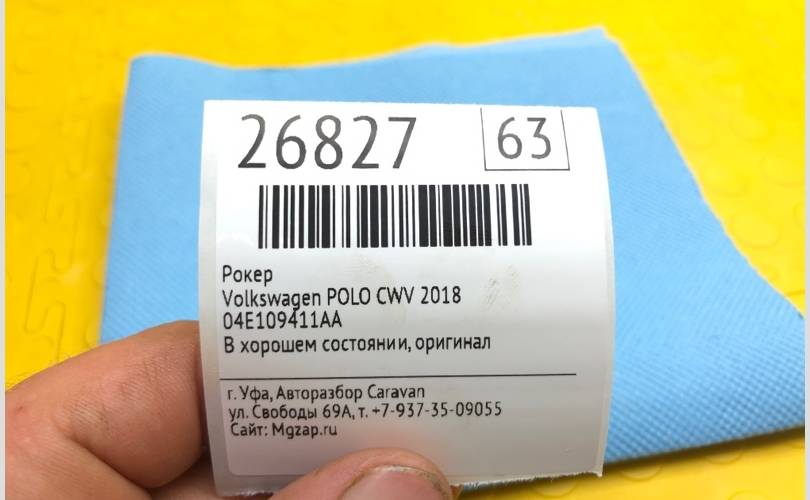 26827 63
Рокер
Volkswagen POLO CWV 2018
04E109411AA
В хорошем состоянии, оригинал
г. Уфа, Авторазбор Caravan
ул. Свободы 69А, т. +7-937-35-09055
Сайт: Mgzap.ru